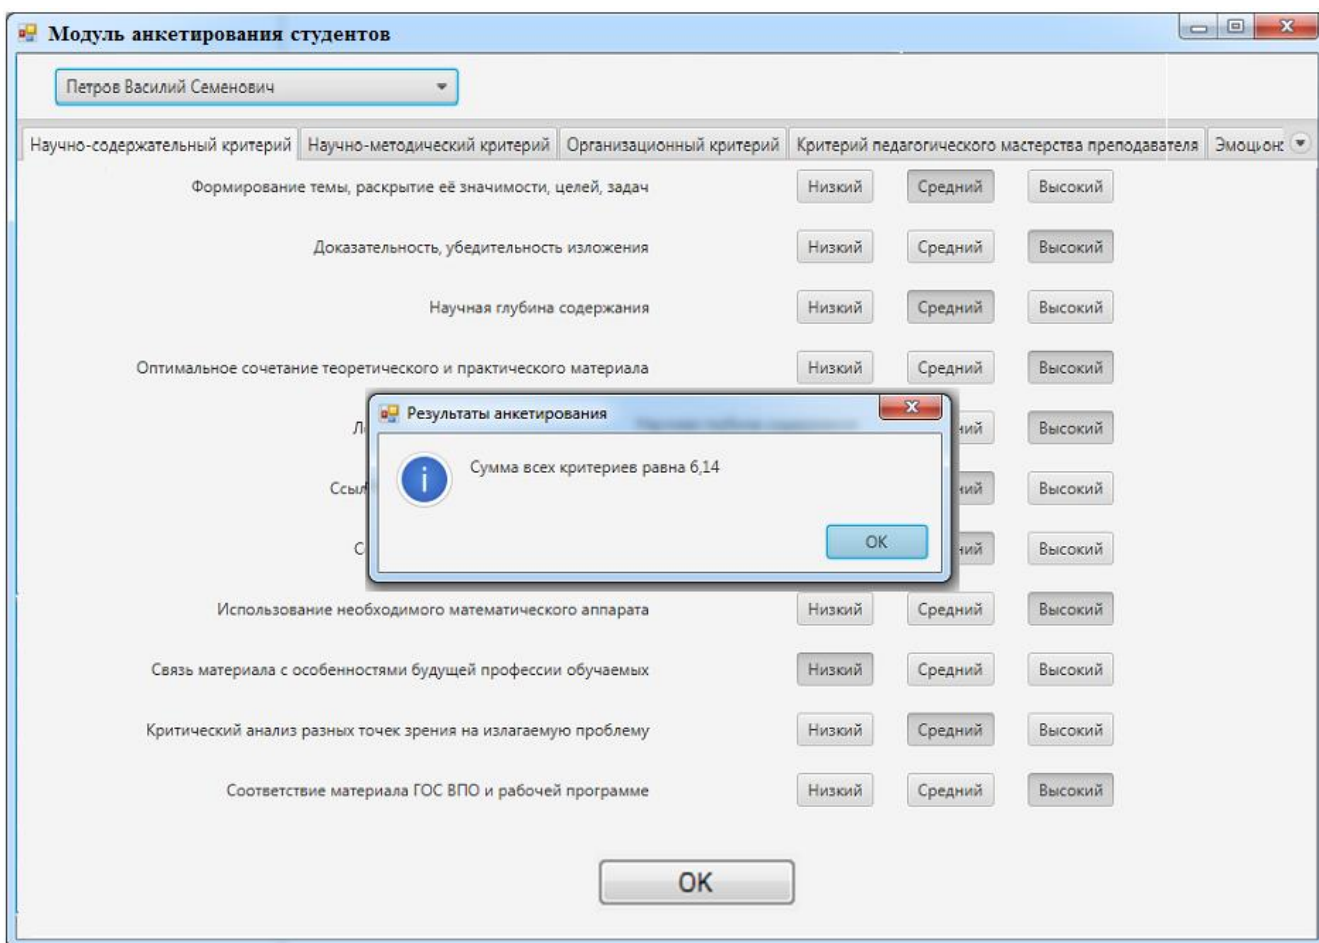 Модуль анкетирования студентов
Петров Василий Семенович
Научно-содержательный критерий Научно-методический критерий Организационный критерий Критерий педагогического мастерства преподавателя Эмоцион
Формирование темы, раскрытие её значимости, целей, задач Низкий Средний Высокий
Доказательность, убедительность изложения Низкий Средний Высокий
Научная глубина содержания Низкий Средний Высокий
Оптимальное сочетание теоретического и практического материала Низкий Средний Высокий
Результаты анкетирования
Л ний Высокий
Сумма всех критериев равна 6,14
Ссыл ний Высокий
OK
С ний Высокий
Использование необходимого математического аппарата Низкий Средний Высокий
Связь материала с особенностями будущей профессии обучаемых Низкий Средний Высокий
Критический анализ разных точек зрения на излагаемую проблему Низкий Средний Высокий
Соответствие материала ГОС ВПО и рабочей программе Низкий Средний Высокий
OK